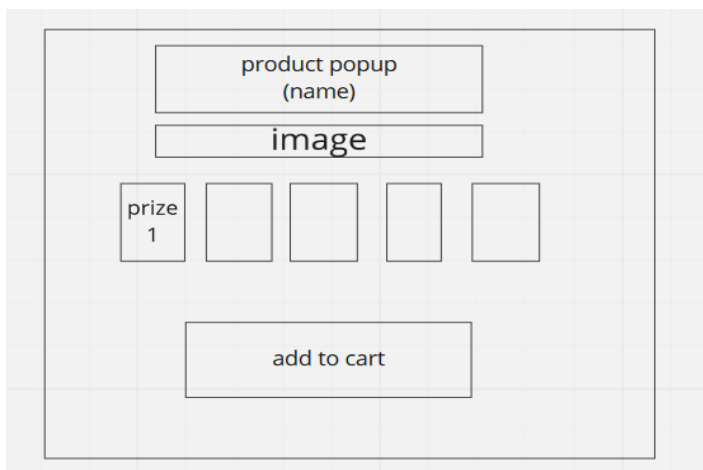 product popup
(name)
image
prize
1
add to cart